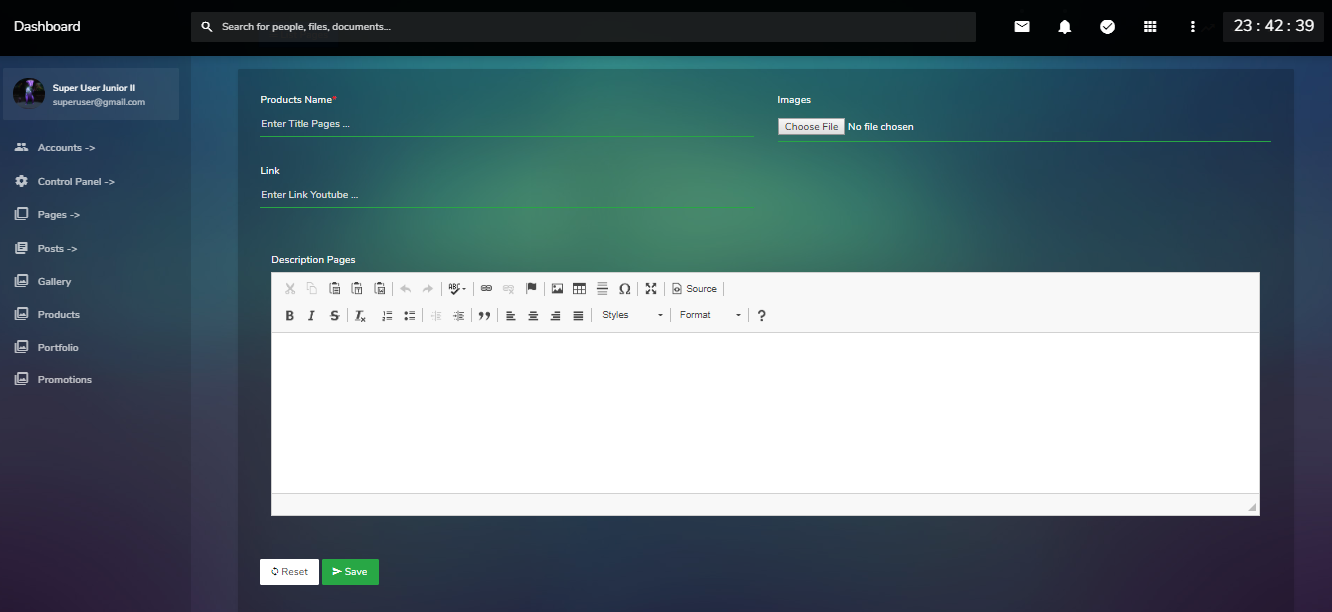 Dashboard
Search for people, files, documents...
23 : 42 : 39
Super User Junior II
superuser@gmail.com
Accounts ->
Control Panel ->
Pages ->
Posts ->
Gallery
Products
Portfolio
Promotions
Products Name*
Enter Title Pages ...
Images
Choose File No file chosen
Link
Enter Link Youtube ...
Description Pages
ABC Ω Source
B I S Tx Styles Format ?
Reset Save